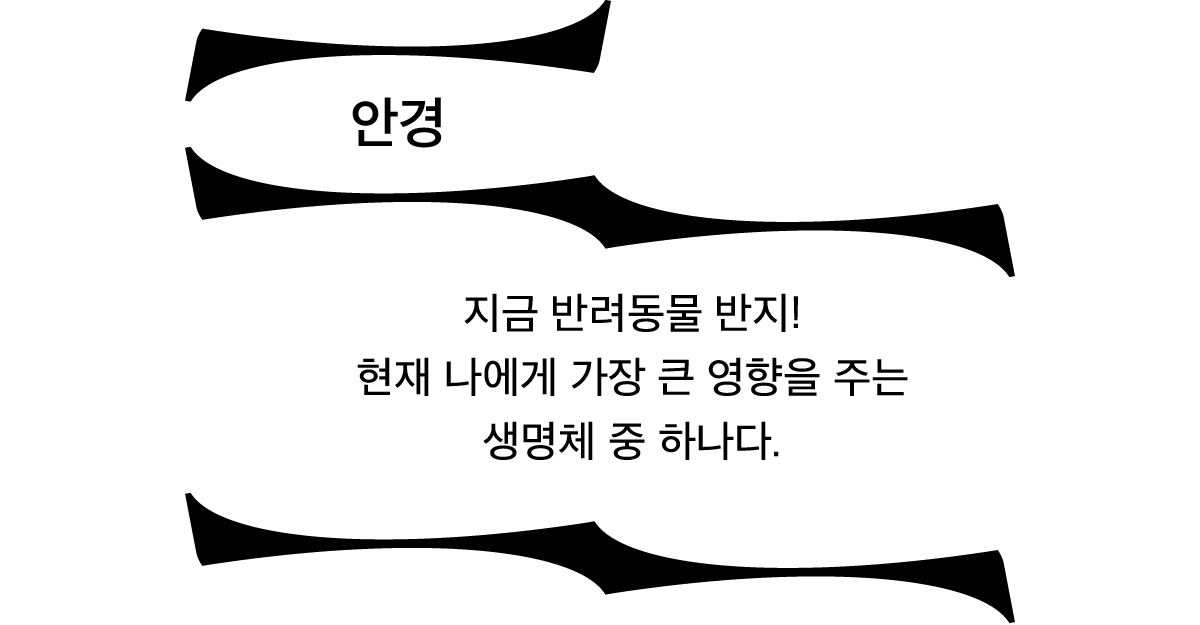 안경
지금 반려동물 반지!
현재 나에게 가장 큰 영향을 주는
생명체 중 하나다.